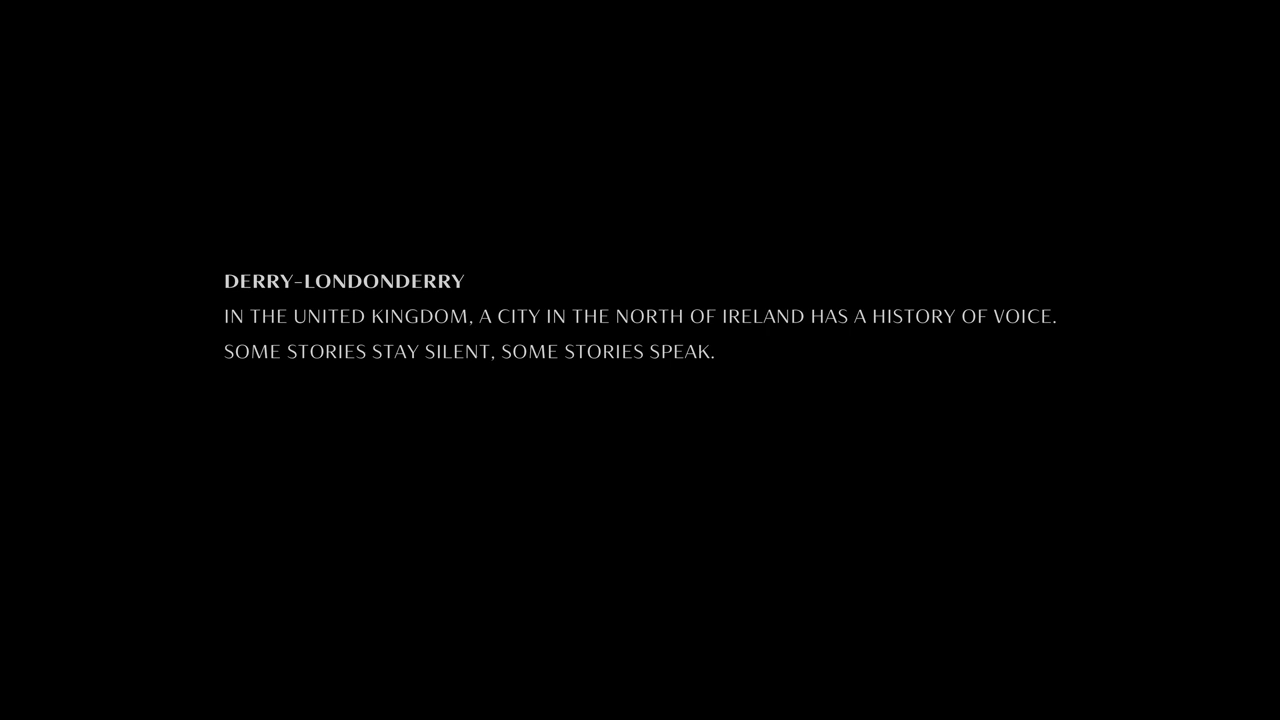 DERRY-LONDONDERRY
IN THE UNITED KINGDOM, A CITY IN THE NORTH OF IRELAND HAS A HISTORY OF VOICE.
SOME STORIES STAY SILENT, SOME STORIES SPEAK.